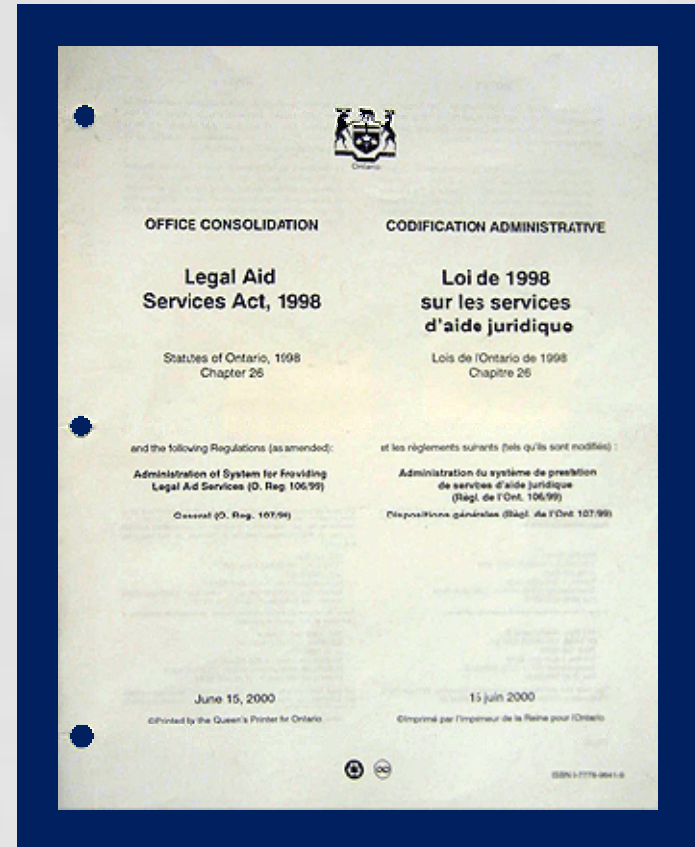 Ontario
OFFICE CONSOLIDATION
Legal Aid
Services Act, 1998
Statutes of Ontario, 1998
Chapter 26
and the following Regulations (as amended):
Administration of System for Providing
Legal Aid Services (O. Reg. 106/99)
General (O. Reg. 107/99)
June 15, 2000
©Printed by the Queen's Printer for Ontario
CODIFICATION ADMINISTRATIVE
Loi de 1998
sur les services
d'aide juridique
Lois de l'Ontario de 1998
Chapitre 26
et les règlements suivants (tels qu'ils sont modifiés) :
Administration du système de prestation
de services d'aide juridique
(Règl. de l'Ont. 106/99)
Dispositions générales (Règl. de l'Ont. 107/99)
15 juin 2000
©Imprimé par l'Imprimeur de la Reine pour l'Ontario
ISBN